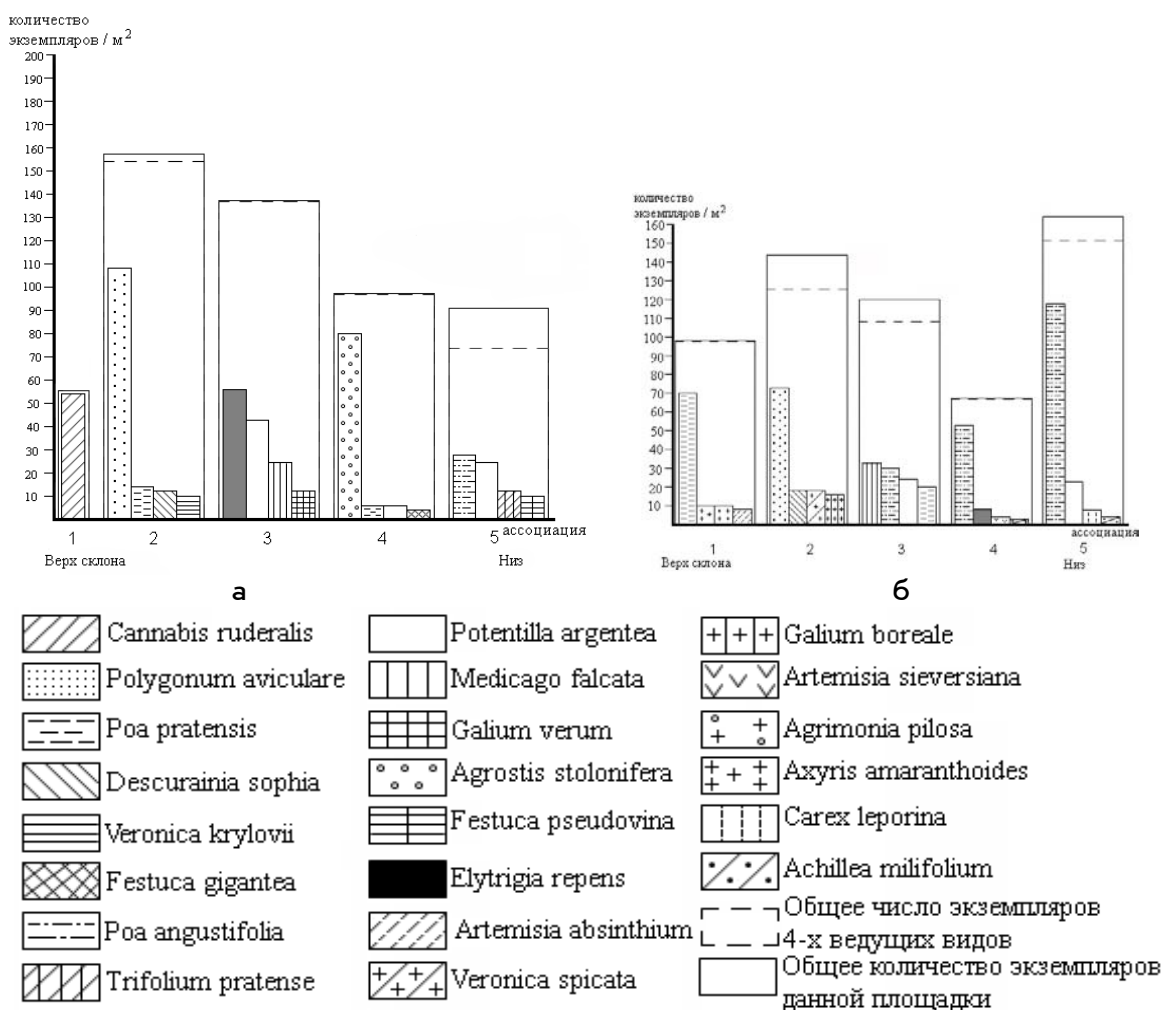 количество
экземпляров / м²
200
190
180
170
160
150
140
130
120
110
100
90
80
70
60
50
40
30
20
10
1 2 3 4 5 ассоциация
Верх склона Низ
а
количество
экземпляров / м²
160
150
140
130
120
110
100
90
80
70
60
50
40
30
20
10
ассоциация
1 2 3 4 5
Верх склона Низ
б
Cannabis ruderalis
Polygonum aviculare
Poa pratensis
Descurainia sophia
Veronica krylovii
Festuca gigantea
Poa angustifolia
Trifolium pratense
Potentilla argentea
Medicago falcata
Galium verum
Agrostis stolonifera
Festuca pseudovina
Elytrigia repens
Artemisia absinthium
Veronica spicata
Galium boreale
Artemisia sieversiana
Agrimonia pilosa
Axyris amaranthoides
Carex leporina
Achillea milifolium
Общее число экземпляров
4-х ведущих видов
Общее количество экземпляров
данной площадки